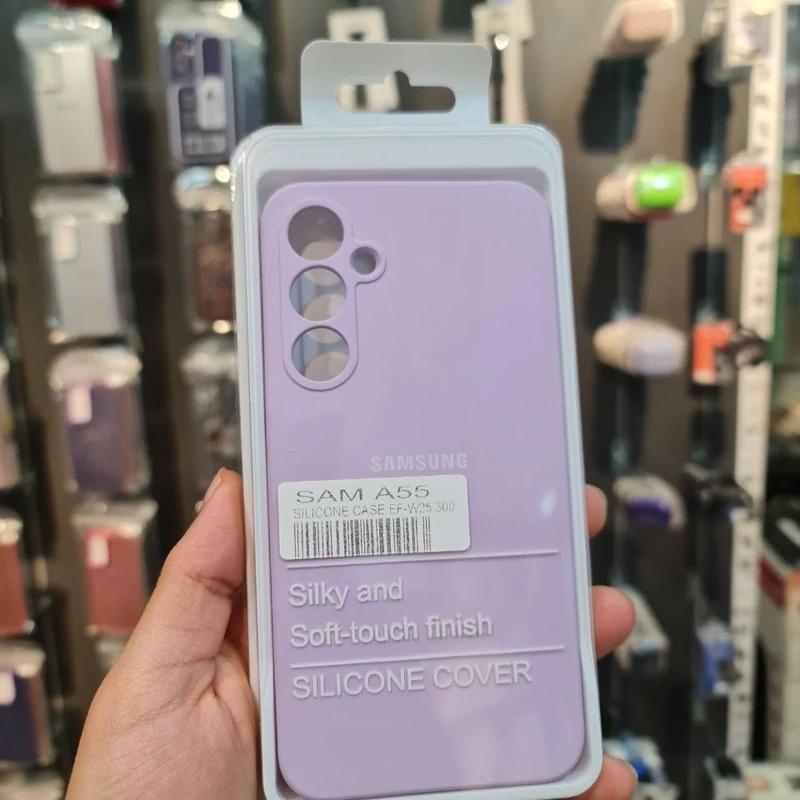 SAMSUNG
SAM A55
SILICONE CASE EF-W25.300
Silky and
Soft-touch finish
SILICONE COVER